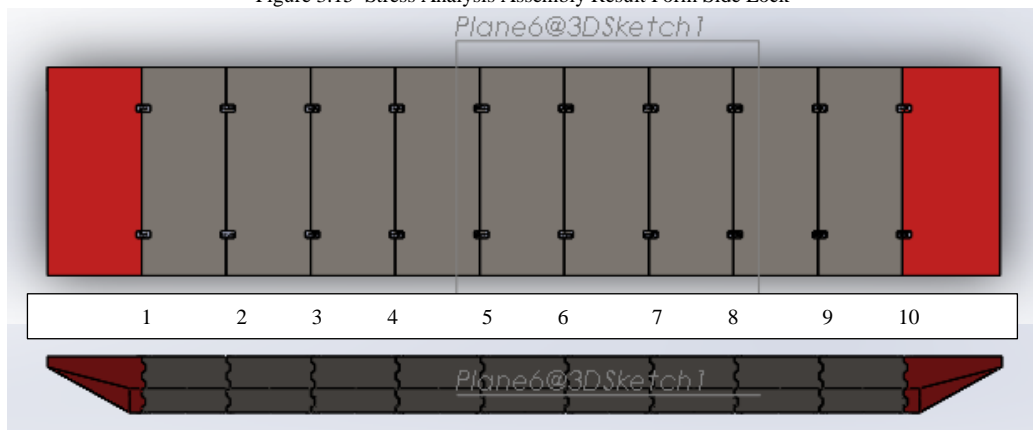 Figure 3.15 Stress Analysis Assembly Result Form Side Lock
Plane6@3DSketch1
1 2 3 4 5 6 7 8 9 10
Plane6@3DSketch1